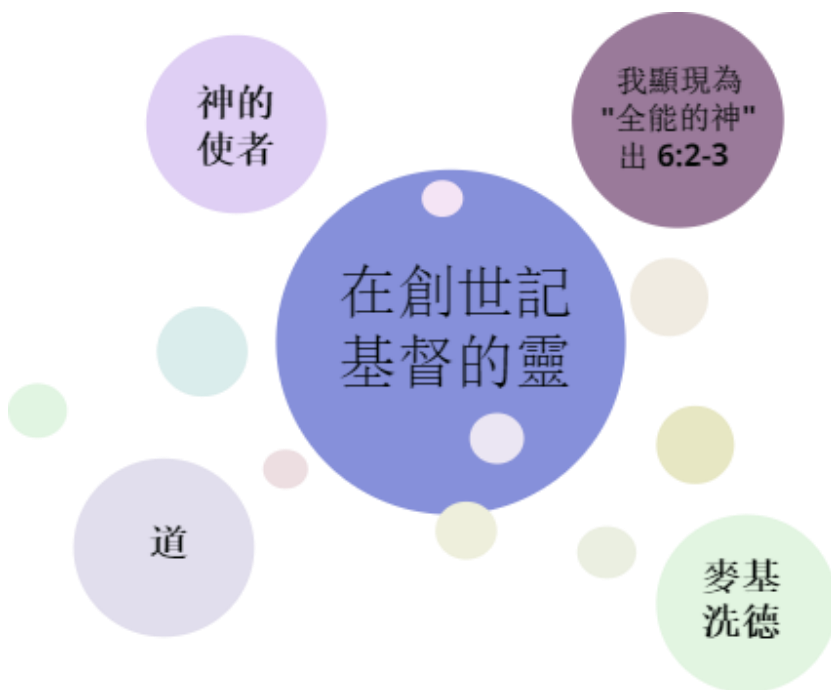 神的
使者
我顯現為
"全能的神"
出 6:2-3
在創世記
基督的靈
道
麥基
洗德